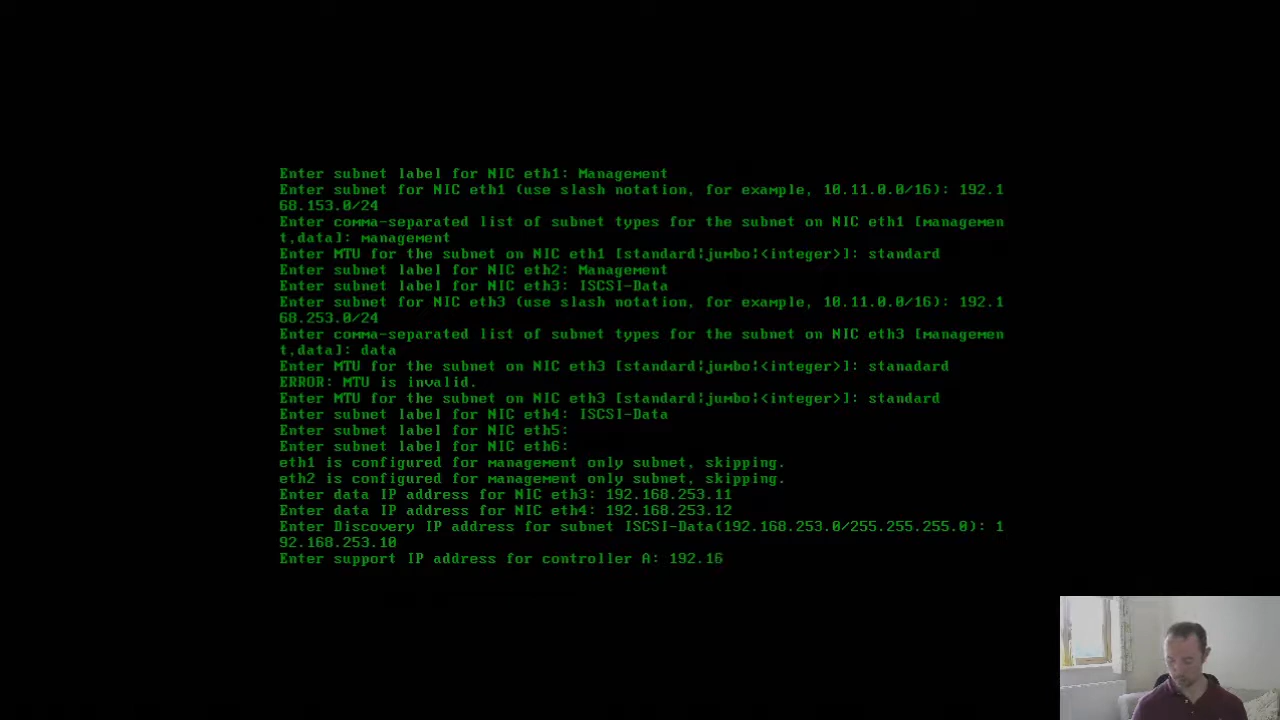 Enter subnet label for NIC eth1: Management
Enter subnet for NIC eth1 (use slash notation, for example, 10.11.0.0/16): 192.1
68.153.0/24
Enter comma-separated list of subnet types for the subnet on NIC eth1 [managemen
t,data]: management
Enter MTU for the subnet on NIC eth1 [standard|jumbo|<integer>]: standard
Enter subnet label for NIC eth2: Management
Enter subnet label for NIC eth3: ISCSI-Data
Enter subnet for NIC eth3 (use slash notation, for example, 10.11.0.0/16): 192.1
68.253.0/24
Enter comma-separated list of subnet types for the subnet on NIC eth3 [managemen
t,data]: data
Enter MTU for the subnet on NIC eth3 [standard|jumbo|<integer>]: stanadard
ERROR: MTU is invalid.
Enter MTU for the subnet on NIC eth3 [standard|jumbo|<integer>]: standard
Enter subnet label for NIC eth4: ISCSI-Data
Enter subnet label for NIC eth5:
Enter subnet label for NIC eth6:
eth1 is configured for management only subnet, skipping.
eth2 is configured for management only subnet, skipping.
Enter data IP address for NIC eth3: 192.168.253.11
Enter data IP address for NIC eth4: 192.168.253.12
Enter Discovery IP address for subnet ISCSI-Data(192.168.253.0/255.255.255.0): 1
92.168.253.10
Enter support IP address for controller A: 192.16